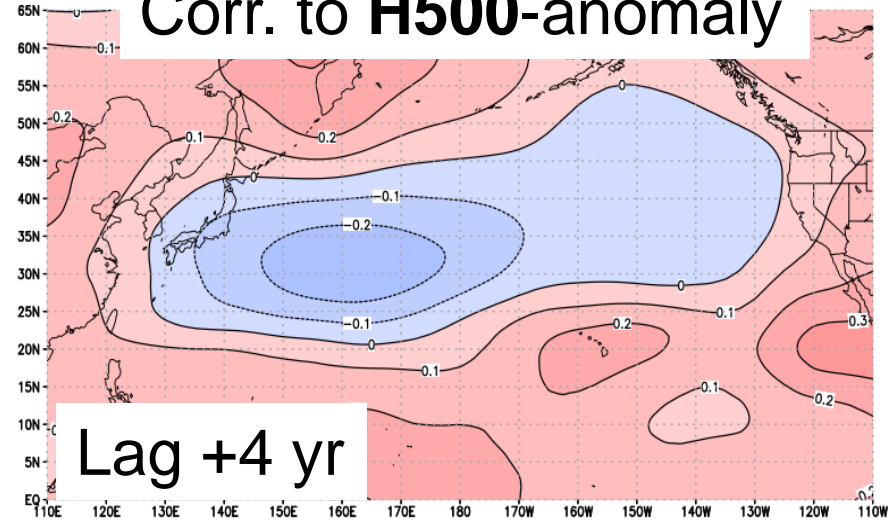 Corr. to H500-anomaly
65N
60N
55N
50N
45N
40N
35N
30N
25N
20N
15N
10N
5N
EQ
0
0.1
0.2
0.1
0.2
0
0
−0.1
−0.2
−0.1
0
0
0.1
0.2
0.1
0.3
0.2
0.1
Lag +4 yr
110E 120E 130E 140E 150E 160E 170E 180 170W 160W 150W 140W 130W 120W 110W